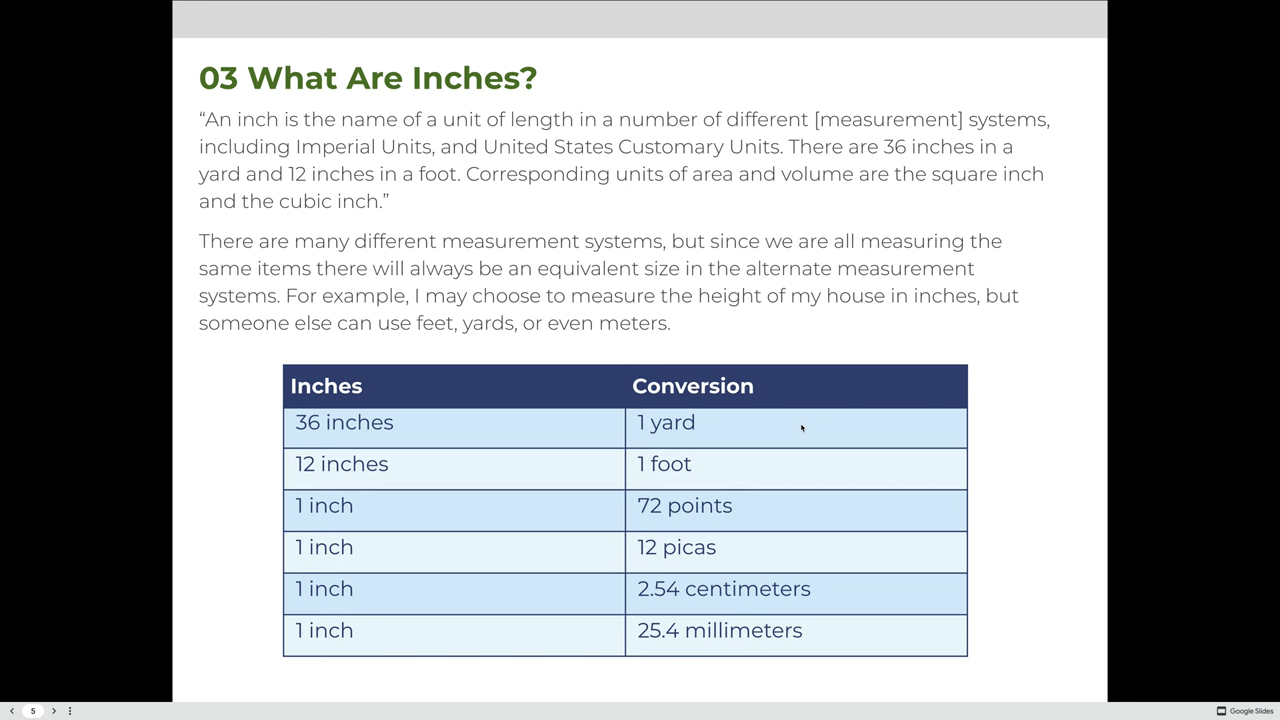 03 What Are Inches?
“An inch is the name of a unit of length in a number of different [measurement] systems,
including Imperial Units, and United States Customary Units. There are 36 inches in a
yard and 12 inches in a foot. Corresponding units of area and volume are the square inch
and the cubic inch.”
There are many different measurement systems, but since we are all measuring the
same items there will always be an equivalent size in the alternate measurement
systems. For example, I may choose to measure the height of my house in inches, but
someone else can use feet, yards, or even meters.
Inches Conversion
36 inches 1 yard
12 inches 1 foot
1 inch 72 points
1 inch 12 picas
1 inch 2.54 centimeters
1 inch 25.4 millimeters
5 Google Slides